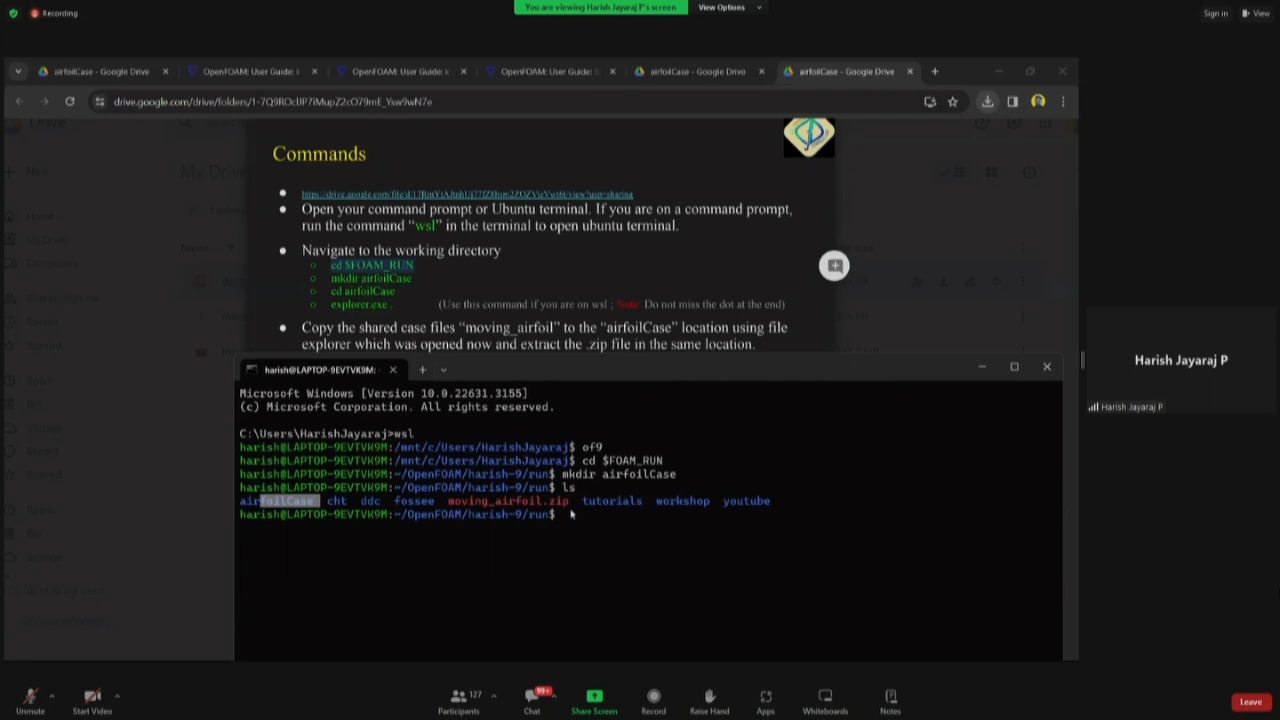 Recording
You are viewing Harish Jayaraj P's screen
View Options
Sign in
View
airfoilCase - Google Drive
OpenFOAM: User Guide:
OpenFOAM: User Guide:
OpenFOAM: User Guide:
airfoilCase - Google Drive
airfoilCase - Google Drive
Drive
Commands
Open your command prompt or Ubuntu terminal. If you are on a command prompt,
run the command “wsl” in the terminal to open ubuntu terminal.
Navigate to the working directory
cd $FOAM_RUN
mkdir airfoilCase
cd airfoilCase
explorer.exe . (Use this command if you are on wsl ; Note: Do not miss the dot at the end)
Copy the shared case files “moving_airfoil” to the “airfoilCase” location using file
explorer which was opened now and extract the .zip file in the same location.
New
Name
Home
Computers
Recent
Starred
Storage
harish@LAPTOP-9EVTVK9M:
Microsoft Windows [Version 10.0.22631.3155]
(c) Microsoft Corporation. All rights reserved.
C:\Users\HarishJayaraj>wsl
harish@LAPTOP-9EVTVK9M:/mnt/c/Users/HarishJayaraj$ of9
harish@LAPTOP-9EVTVK9M:/mnt/c/Users/HarishJayaraj$ cd $FOAM_RUN
harish@LAPTOP-9EVTVK9M:~/OpenFOAM/harish-9/run$ mkdir airfoilCase
harish@LAPTOP-9EVTVK9M:~/OpenFOAM/harish-9/run$ ls
airfoilCase cht ddc fossee moving_airfoil.zip tutorials workshop youtube
harish@LAPTOP-9EVTVK9M:~/OpenFOAM/harish-9/run$
Harish Jayaraj P
Harish Jayaraj P
Unmute
Start Video
127
Participants
99+
Chat
Share Screen
Record
Raise Hand
Apps
Whiteboards
Notes
Leave